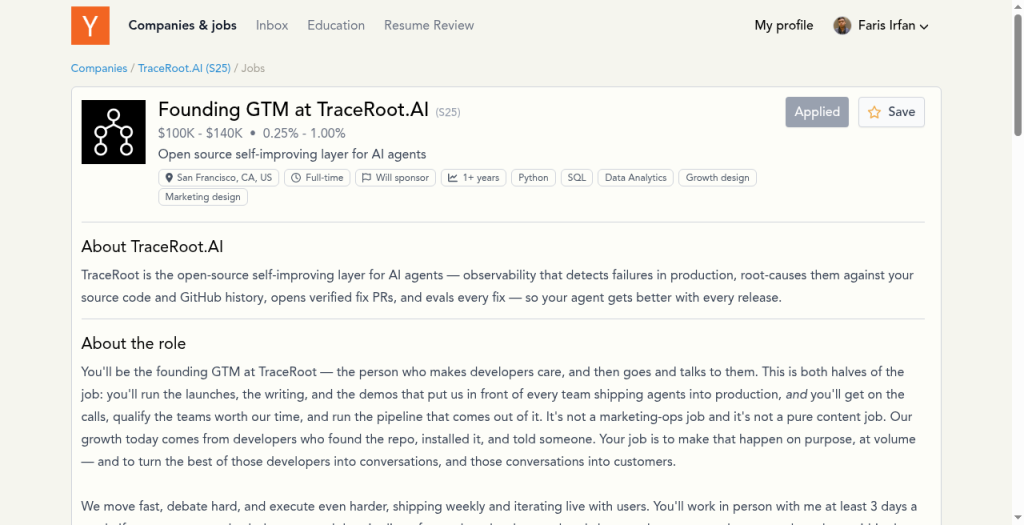 Y Companies & jobs Inbox Education Resume Review My profile Faris Irfan
Companies / TraceRoot.AI (S25) / Jobs
Founding GTM at TraceRoot.AI (S25) Applied Save
$100K - $140K • 0.25% - 1.00%
Open source self-improving layer for AI agents
San Francisco, CA, US Full-time Will sponsor 1+ years Python SQL Data Analytics Growth design
Marketing design
About TraceRoot.AI
TraceRoot is the open-source self-improving layer for AI agents — observability that detects failures in production, root-causes them against your
source code and GitHub history, opens verified fix PRs, and evals every fix — so your agent gets better with every release.
About the role
You'll be the founding GTM at TraceRoot — the person who makes developers care, and then goes and talks to them. This is both halves of the
job: you'll run the launches, the writing, and the demos that put us in front of every team shipping agents into production, and you'll get on the
calls, qualify the teams worth our time, and run the pipeline that comes out of it. It's not a marketing-ops job and it's not a pure content job. Our
growth today comes from developers who found the repo, installed it, and told someone. Your job is to make that happen on purpose, at volume
— and to turn the best of those developers into conversations, and those conversations into customers.
We move fast, debate hard, and execute even harder, shipping weekly and iterating live with users. You'll work in person with me at least 3 days a